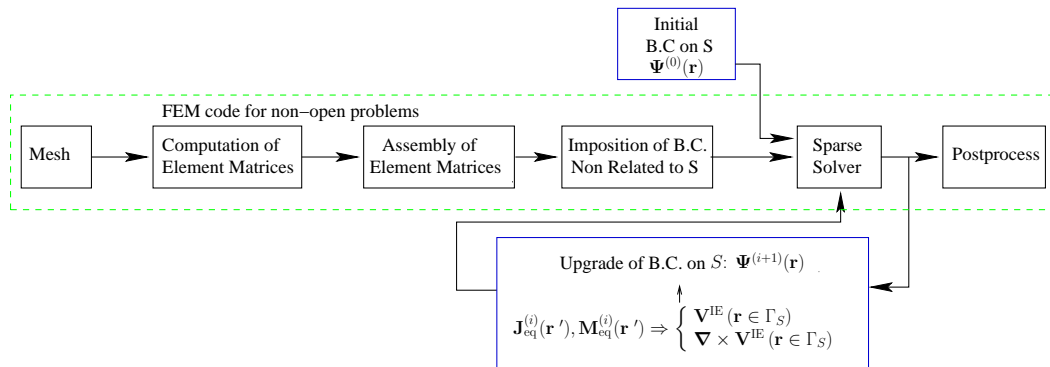 Initial
B.C on S
Ψ⁽⁰⁾(r)
FEM code for non−open problems
Mesh
Computation of
Element Matrices
Assembly of
Element Matrices
Imposition of B.C.
Non Related to S
Sparse
Solver
Postprocess
Upgrade of B.C. on S: Ψ⁽ⁱ⁺¹⁾(r)
J_eq⁽ⁱ⁾(r ′), M_eq⁽ⁱ⁾(r ′) ⇒ { V^IE (r ∈ Γ_S)
∇ × V^IE (r ∈ Γ_S)